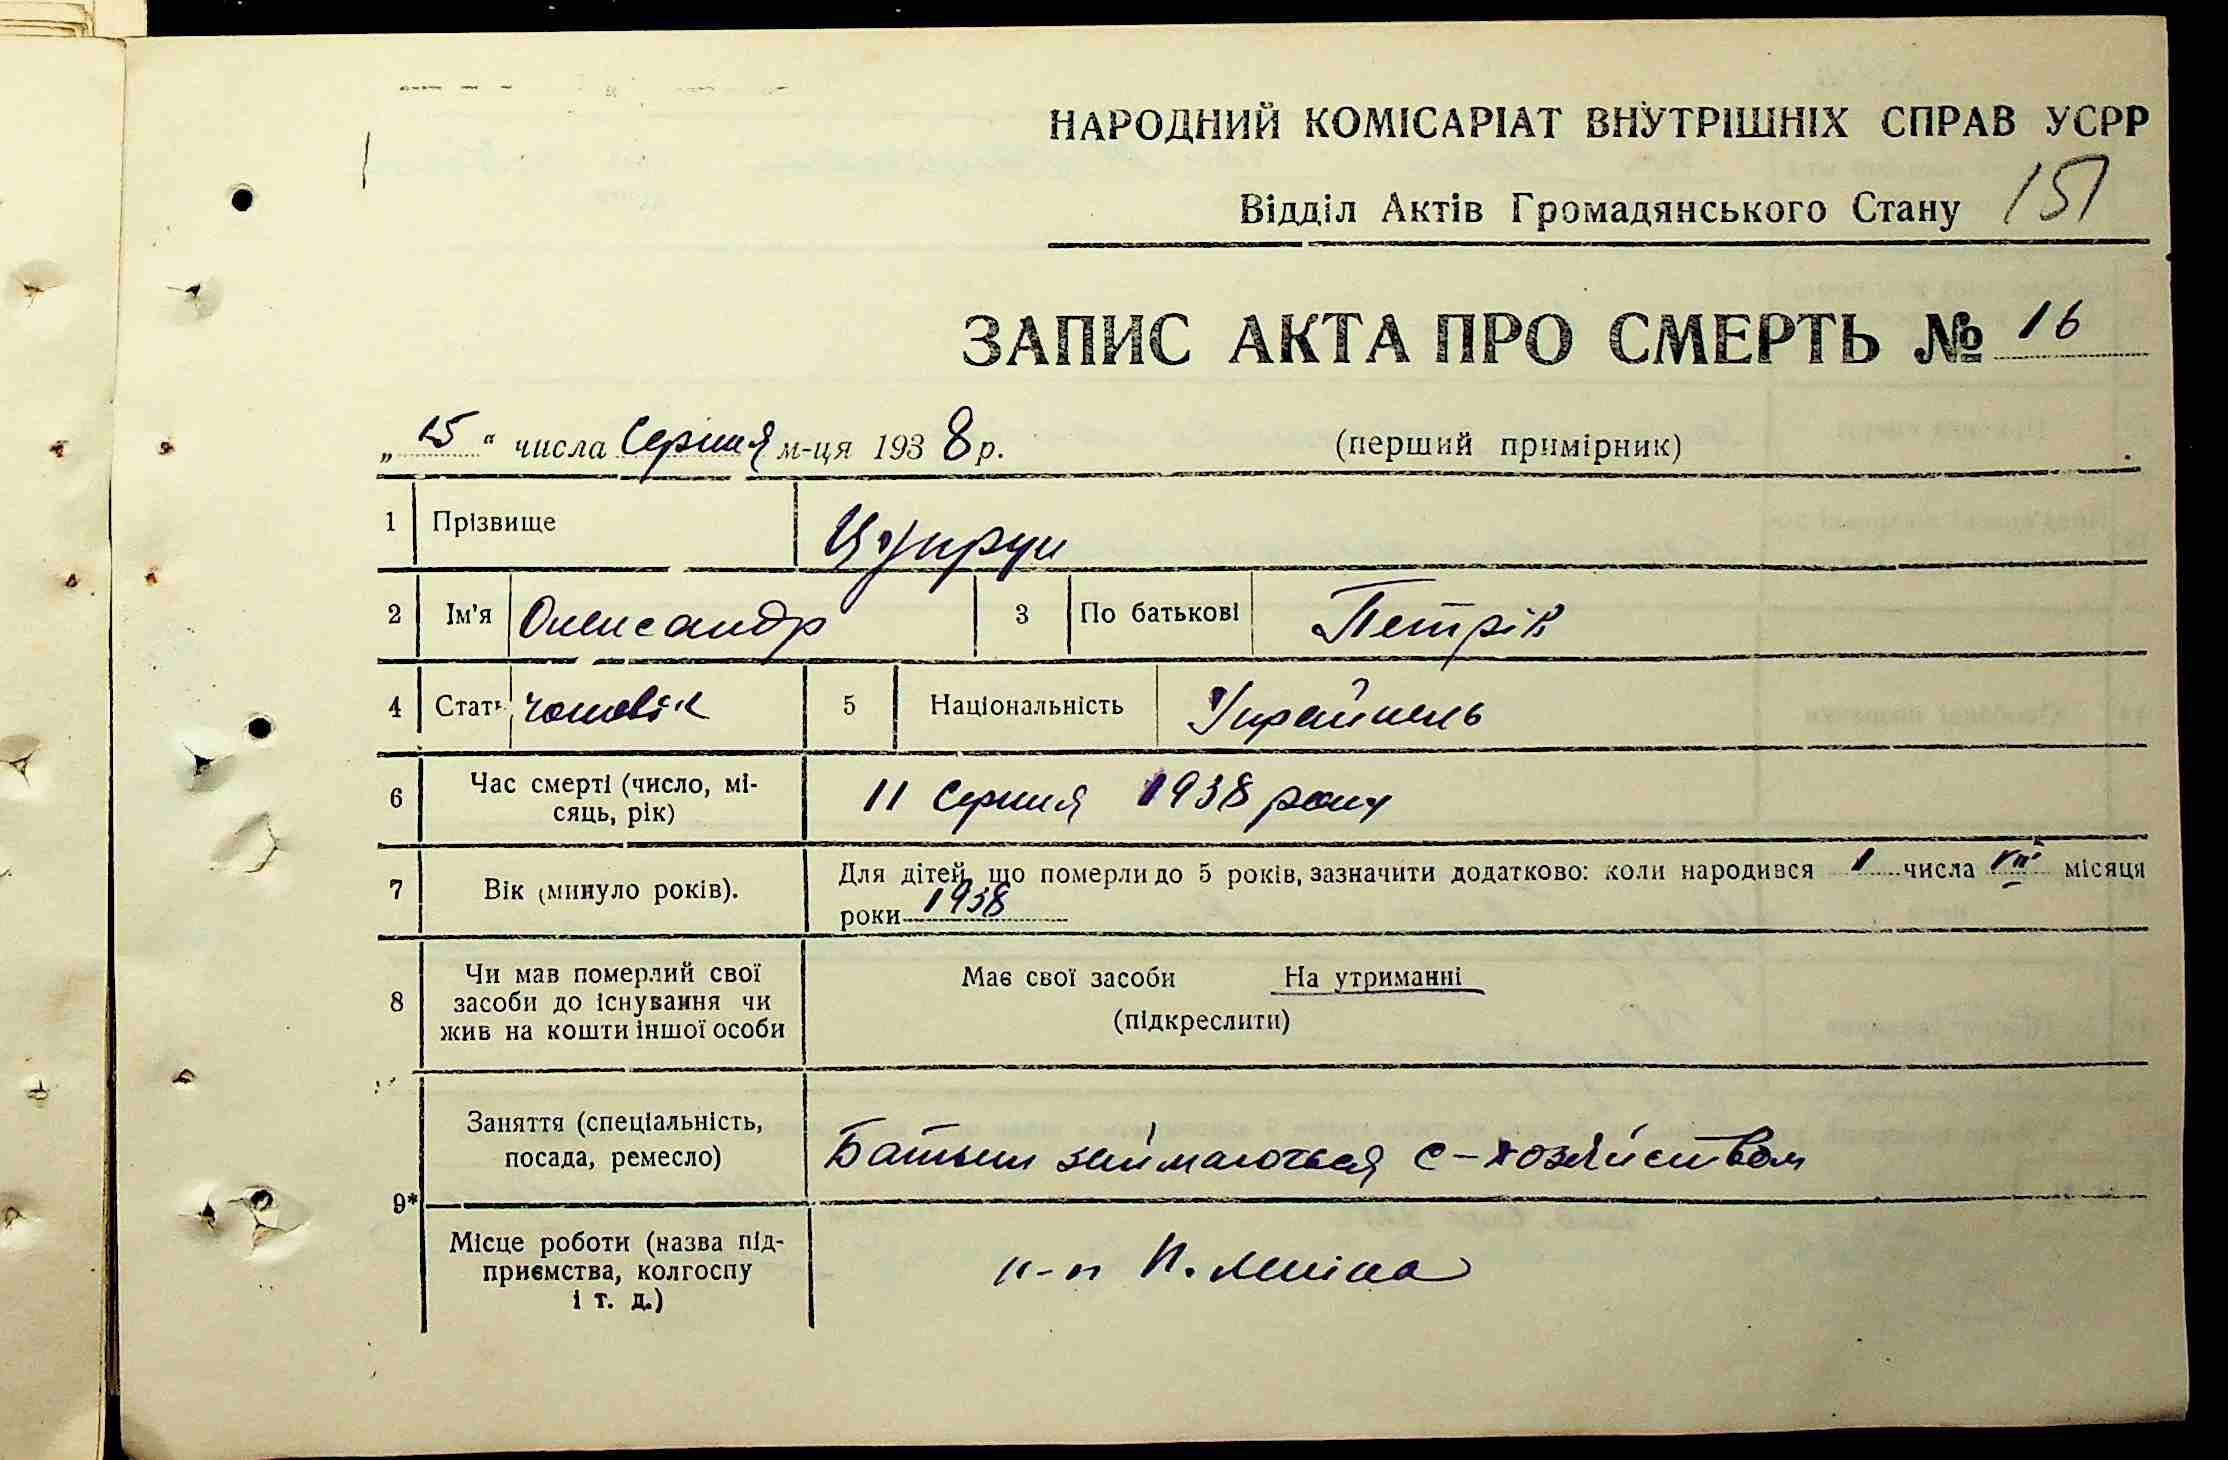 НАРОДНИЙ КОМІСАРІАТ ВНУТРІШНІХ СПРАВ УСРР
Відділ Актів Громадянського Стану 151
ЗАПИС АКТА ПРО СМЕРТЬ № 16
„15“ числа Серпня м-ця 1938 р. (перший примірник)
1 Прізвище
2 Ім'я Олександр 3 По батькові Петрів
4 Стать чоловік 5 Національність Українець
6 Час смерті (число, мі-
сяць, рік) 11 серпня 1938 року
7 Вік (минуло років). Для дітей, що померли до 5 років, зазначити додатково: коли народився 1 числа VII місяця
роки 1938
8 Чи мав померлий свої
засоби до існування чи
жив на кошти іншої особи
Має свої засоби На утриманні
(підкреслити)
9* Заняття (спеціальність,
посада, ремесло) Батьки займаються с-хозяйством
Місце роботи (назва під-
приємства, колгоспу
і т. д.)